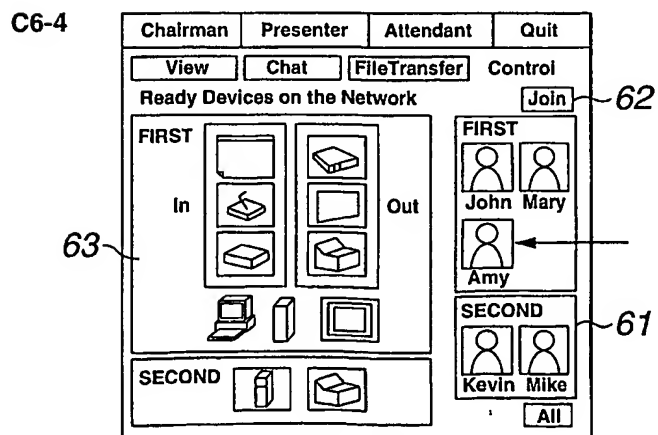 C6-4
Chairman Presenter Attendant Quit
View Chat FileTransfer Control
Ready Devices on the Network Join 62
FIRST
In
Out
63
SECOND
FIRST
John Mary
Amy
SECOND
61
Kevin Mike
All